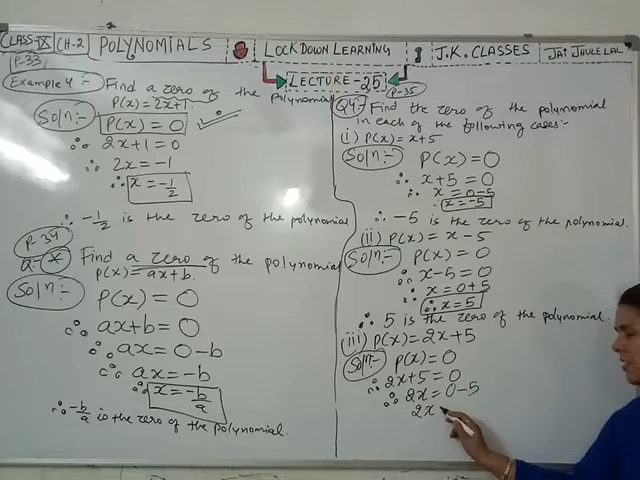 CLASS-IX CH-2 POLYNOMIALS LOCKDOWN LEARNING J.K. CLASSES JAI JHULELAL
LECTURE-25
P-33
Example 4:- Find a zero of the polynomial
P(x)=2x+1.
Soln:- P(x) = 0
∴ 2x+1=0
∴ 2x=-1
∴ x=-1/2
∴ -1/2 is the zero of the polynomial
P-34
Q:-* Find a zero of the polynomial
P(x)=ax+b.
Soln:- P(x) = 0
∴ ax+b=0
∴ ax=0-b
∴ ax=-b
∴ x=-b/a
∴ -b/a is the zero of the polynomial.
P-35
Q4:- Find the zero of the polynomial
in each of the following cases:-
(i) P(x)=x+5
Soln:- P(x)=0
∴ x+5=0
∴ x=0-5
∴ x=-5
∴ -5 is the zero of the polynomial.
(ii) P(x)= x-5
Soln:- P(x)=0
∴ x-5=0
∴ x=0+5
∴ x=5
∴ 5 is the zero of the polynomial.
(iii) P(x)=2x+5
Soln:- P(x)=0
∴ 2x+5=0
∴ 2x=0-5
2x